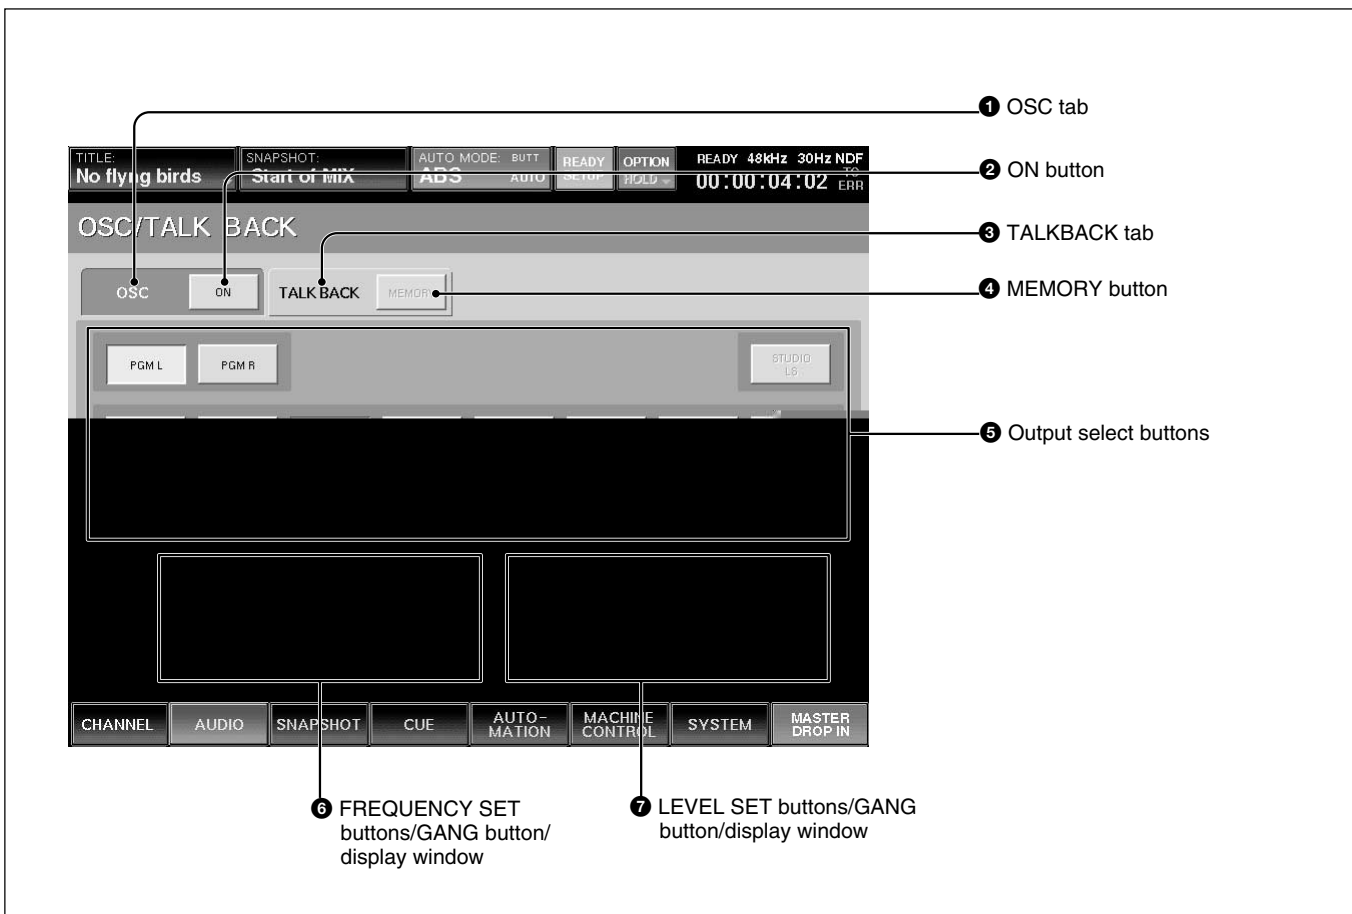 ❶ OSC tab
TITLE:
No flyng birds
SNAPSHOT:
Start of MIX
AUTO MODE: BUTT
ABS AUTO
READY
SETUP
OPTION
HOLD
READY 48kHz 30Hz NDF
00:00:04:02 TC
ERR
❷ ON button
OSC/TALK BACK
❸ TALKBACK tab
OSC ON TALK BACK MEMORY
❹ MEMORY button
PGM L PGM R STUDIO
LS
❺ Output select buttons
CHANNEL AUDIO SNAPSHOT CUE AUTO-
MATION MACHINE
CONTROL SYSTEM MASTER
DROP IN
❻ FREQUENCY SET
buttons/GANG button/
display window
❼ LEVEL SET buttons/GANG
button/display window